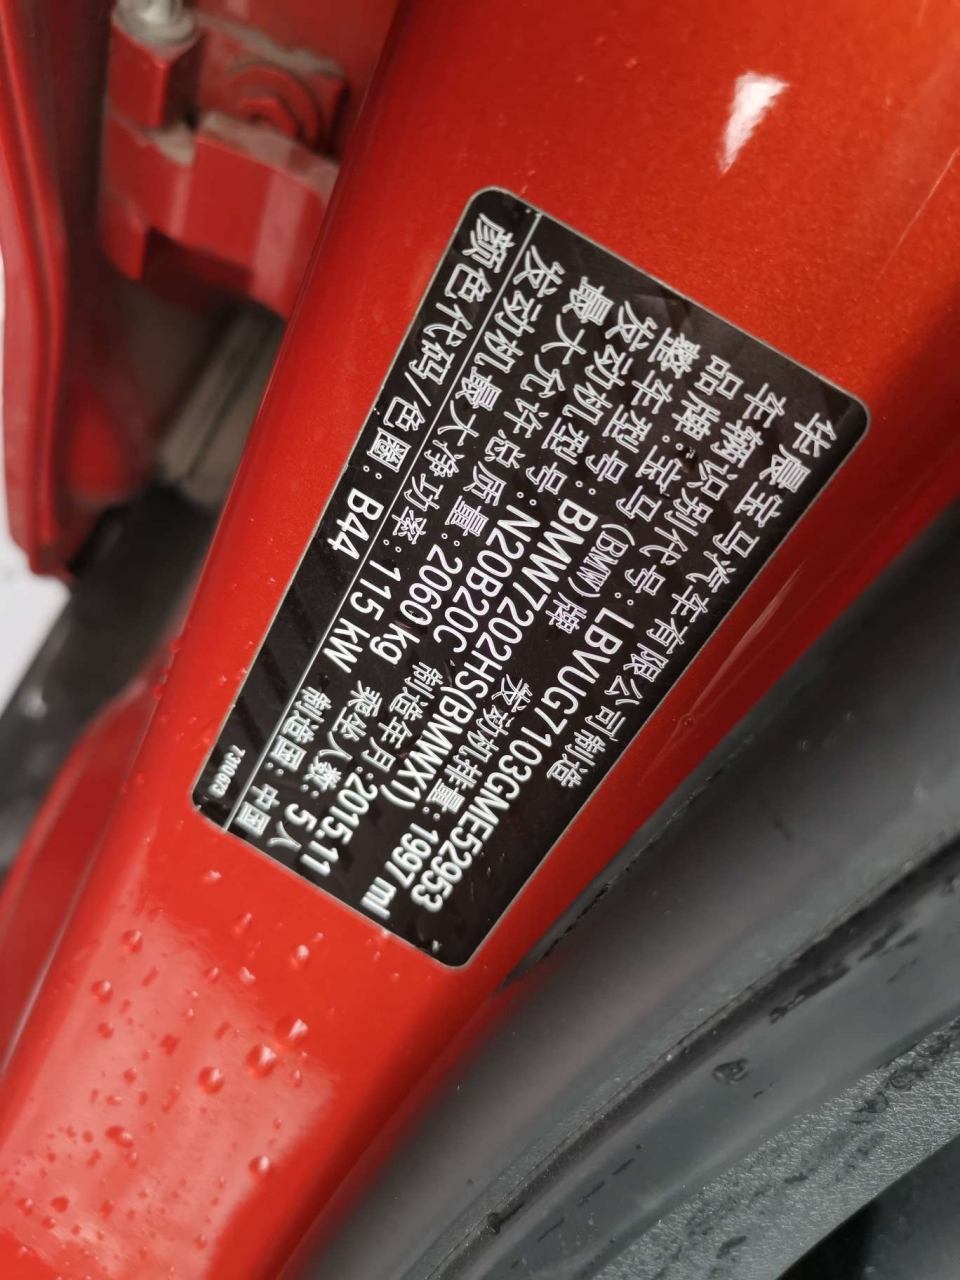 华晨宝马汽车有限公司制造
车辆识别代号:LBVUG7103GME52953
品牌:宝马(BMW)牌 发动机排量:1997 ml
整车型号:BMW7202HS(BMWX1)
发动机型号:N20B20C 制造年月:2015.11
最大允许总质量:2060 kg 乘坐人数:5人
发动机最大净功率:115 kW 制造国:中国
颜色代码/色圈:B44